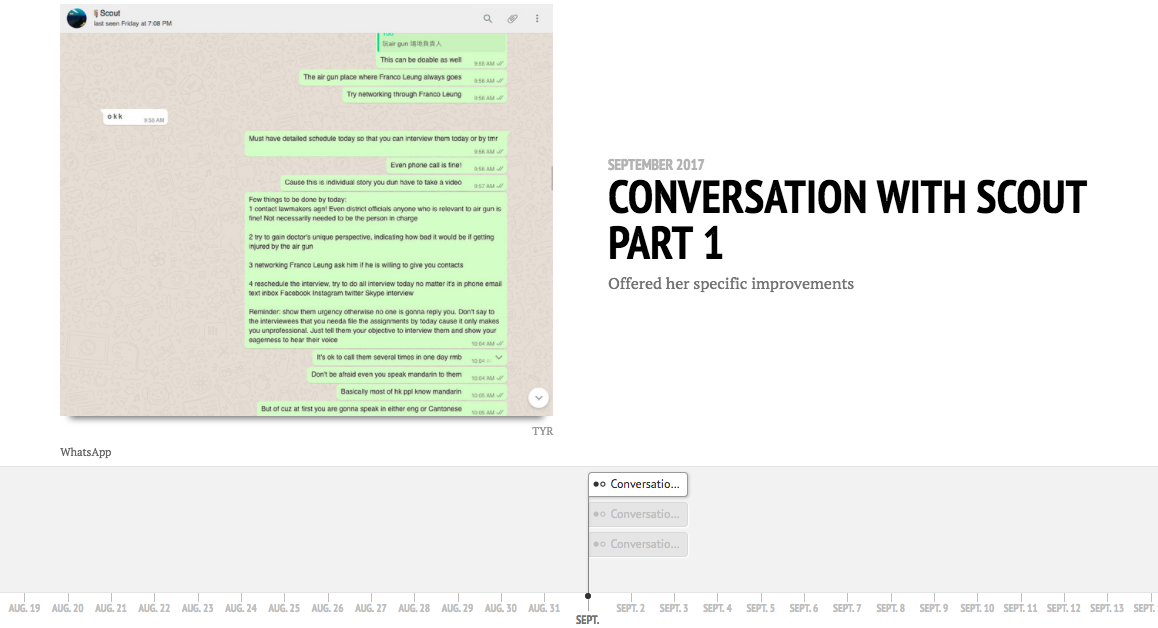 Scout
last seen Friday at 7:08 PM
You
玩air gun 場地負責人
This can be doable as well
9:55 AM
The air gun place where Franco Leung always goes
9:56 AM
Try networking through Franco Leung
9:56 AM
o k k
9:56 AM
Must have detailed schedule today so that you can interview them today or by tmr
9:56 AM
Even phone call is fine!
9:56 AM
Cause this is individual story you dun have to take a video
9:57 AM
Few things to be done by today:
1 contact lawmakers agn! Even district officials anyone who is relevant to air gun is
fine! Not necessarily needed to be the person in charge
2 try to gain doctor's unique perspective, indicating how bad it would be if getting
injured by the air gun
3 networking Franco Leung ask him if he is willing to give you contacts
4 reschedule the interview, try to do all interview today no matter it's in phone email
text inbox Facebook Instagram twitter Skype interview
Reminder: show them urgency otherwise no one is gonna reply you. Don't say to
the interviewees that you needa file the assignments by today cause it only makes
you unprofessional. Just tell them your objective to interview them and show your
eagerness to hear their voice
10:04 AM
It's ok to call them several times in one day rmb
10:04
Don't be afraid even you speak mandarin to them
10:04 AM
Basically most of hk ppl know mandarin
10:05 AM
But of cuz at first you are gonna speak in either eng or Cantonese
10:05 AM
TYR
WhatsApp
SEPTEMBER 2017
CONVERSATION WITH SCOUT
PART 1
Offered her specific improvements
Conversatio...
Conversatio...
Conversatio...
AUG. 19 AUG. 20 AUG. 21 AUG. 22 AUG. 23 AUG. 24 AUG. 25 AUG. 26 AUG. 27 AUG. 28 AUG. 29 AUG. 30 AUG. 31 SEPT. 2 SEPT. 3 SEPT. 4 SEPT. 5 SEPT. 6 SEPT. 7 SEPT. 8 SEPT. 9 SEPT. 10 SEPT. 11 SEPT. 12 SEPT. 13 SEPT.
SEPT.